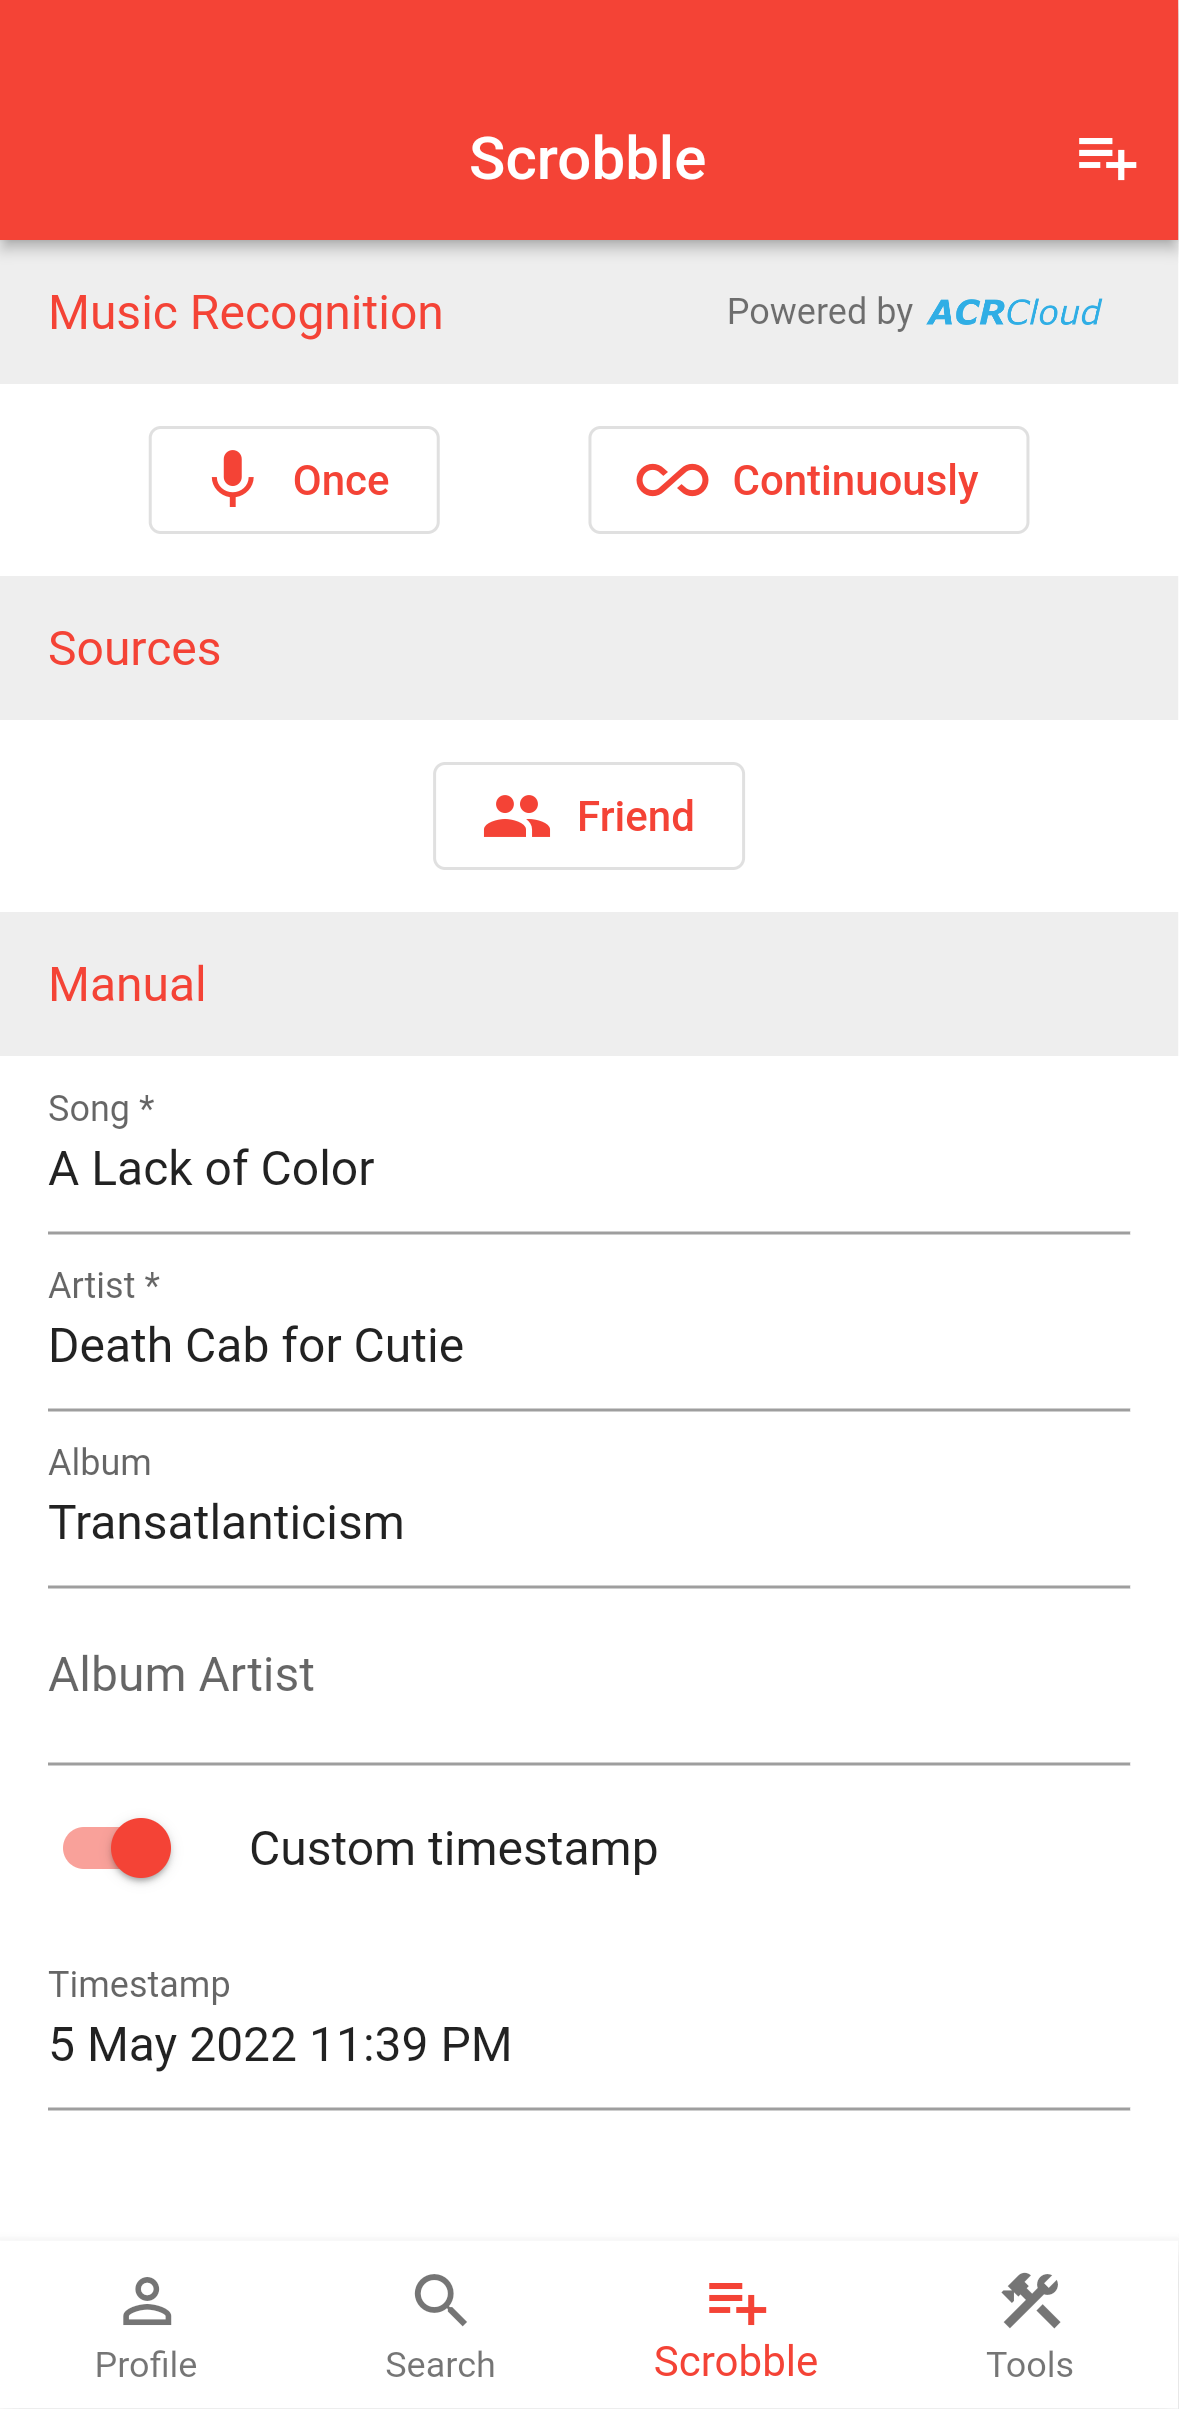 Scrobble
Music Recognition Powered by ACRCloud
Once Continuously
Sources
Friend
Manual
Song *
A Lack of Color
Artist *
Death Cab for Cutie
Album
Transatlanticism
Album Artist
Custom timestamp
Timestamp
5 May 2022 11:39 PM
Profile Search Scrobble Tools